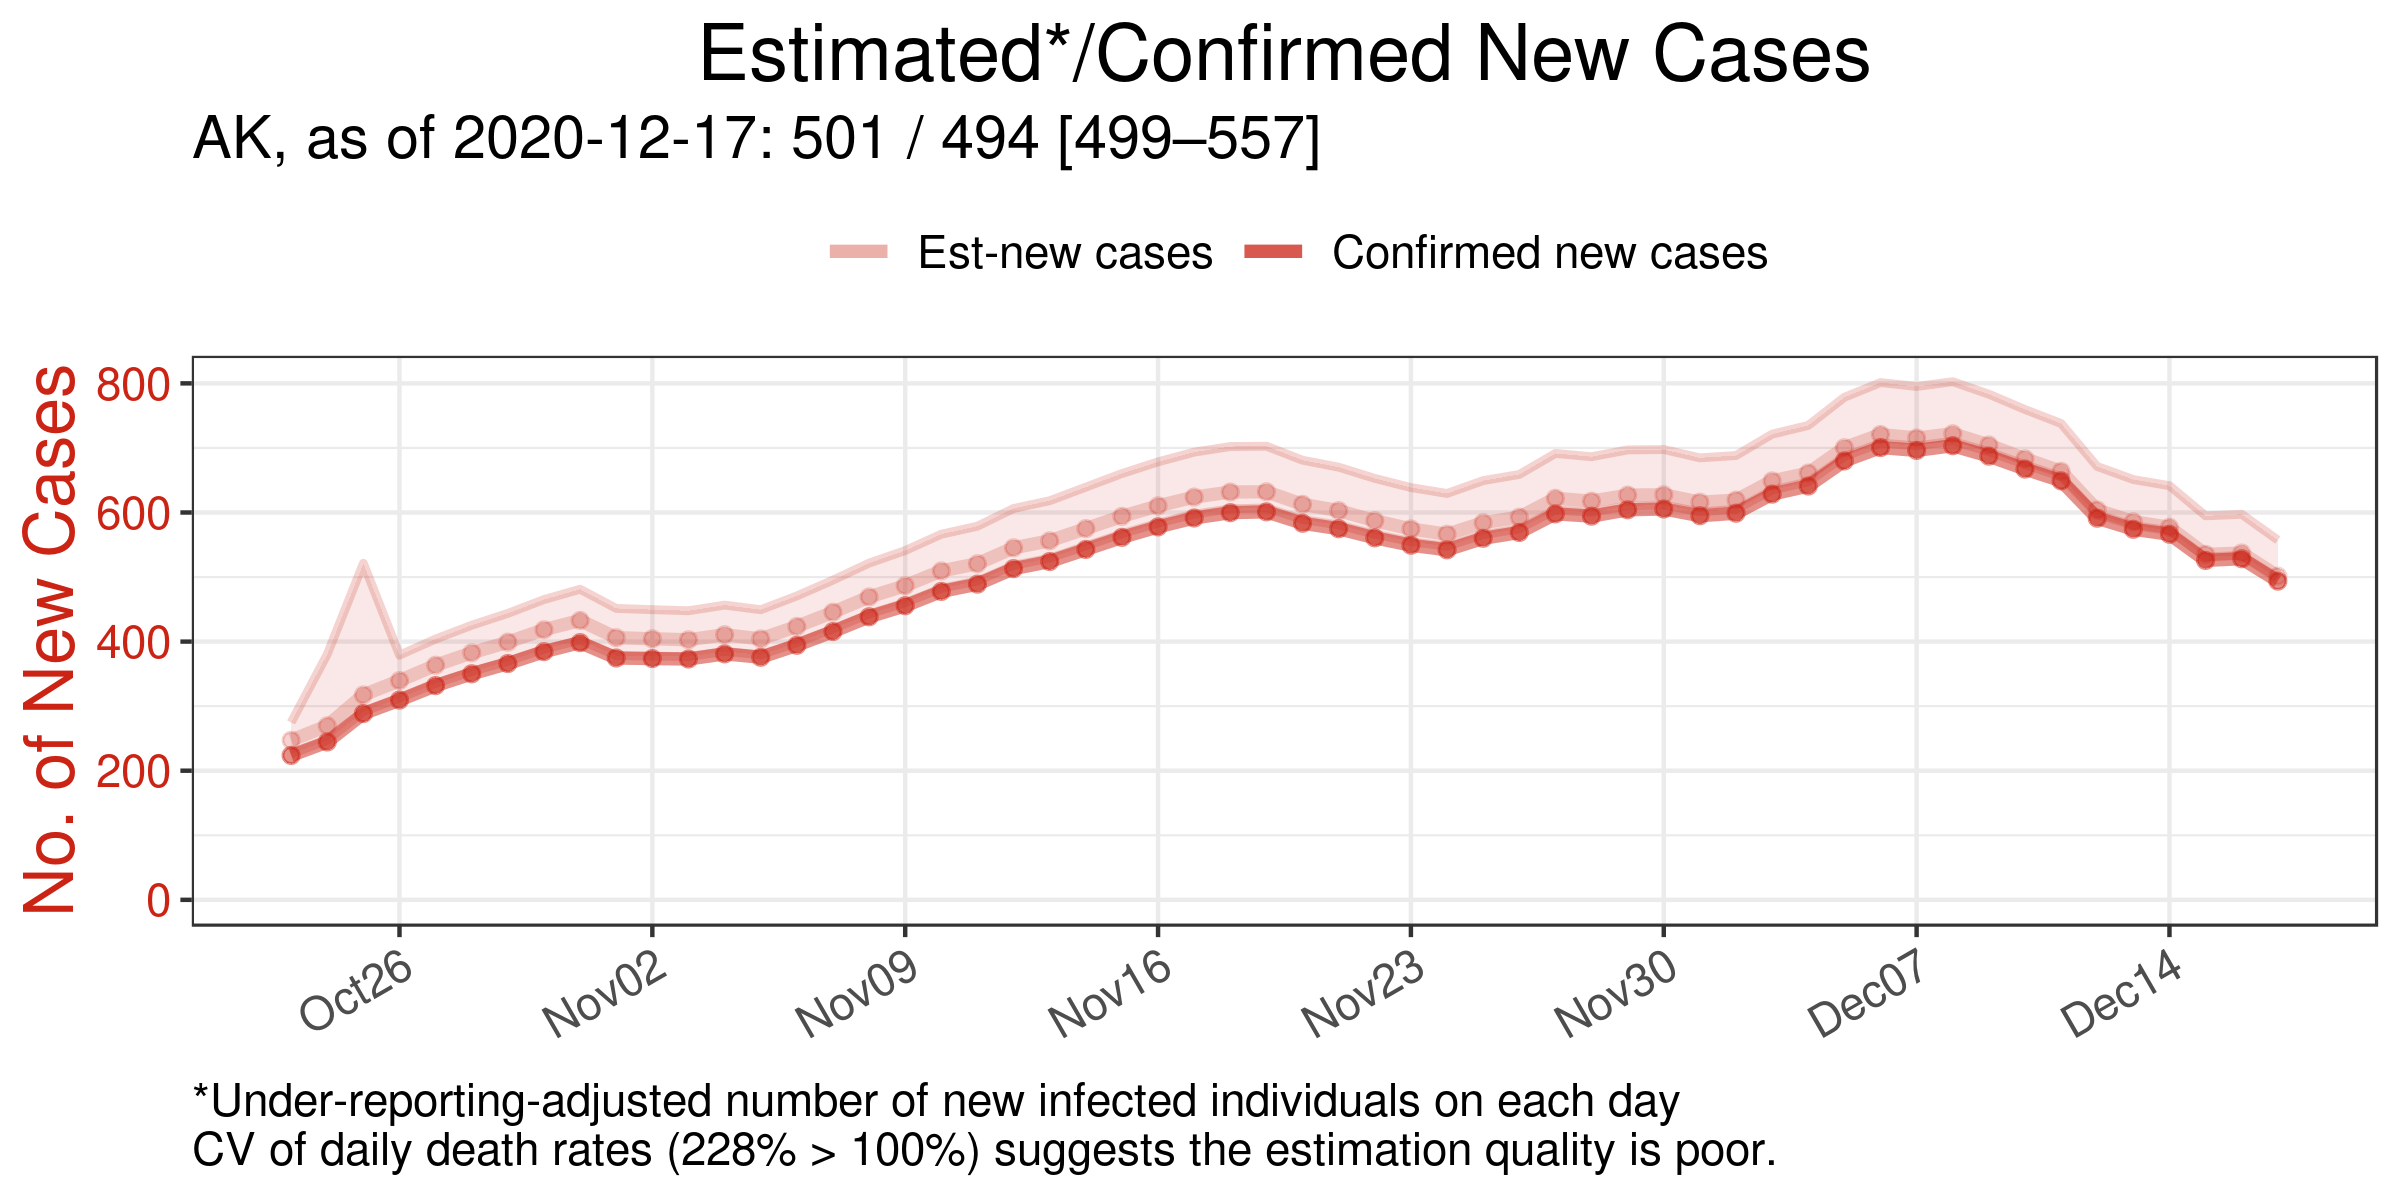 Estimated*/Confirmed New Cases
AK, as of 2020-12-17: 501 / 494 [499–557]
Est-new cases
Confirmed new cases
No. of New Cases
800
600
400
200
0
Oct26
Nov02
Nov09
Nov16
Nov23
Nov30
Dec07
Dec14
*Under-reporting-adjusted number of new infected individuals on each day
CV of daily death rates (228% > 100%) suggests the estimation quality is poor.